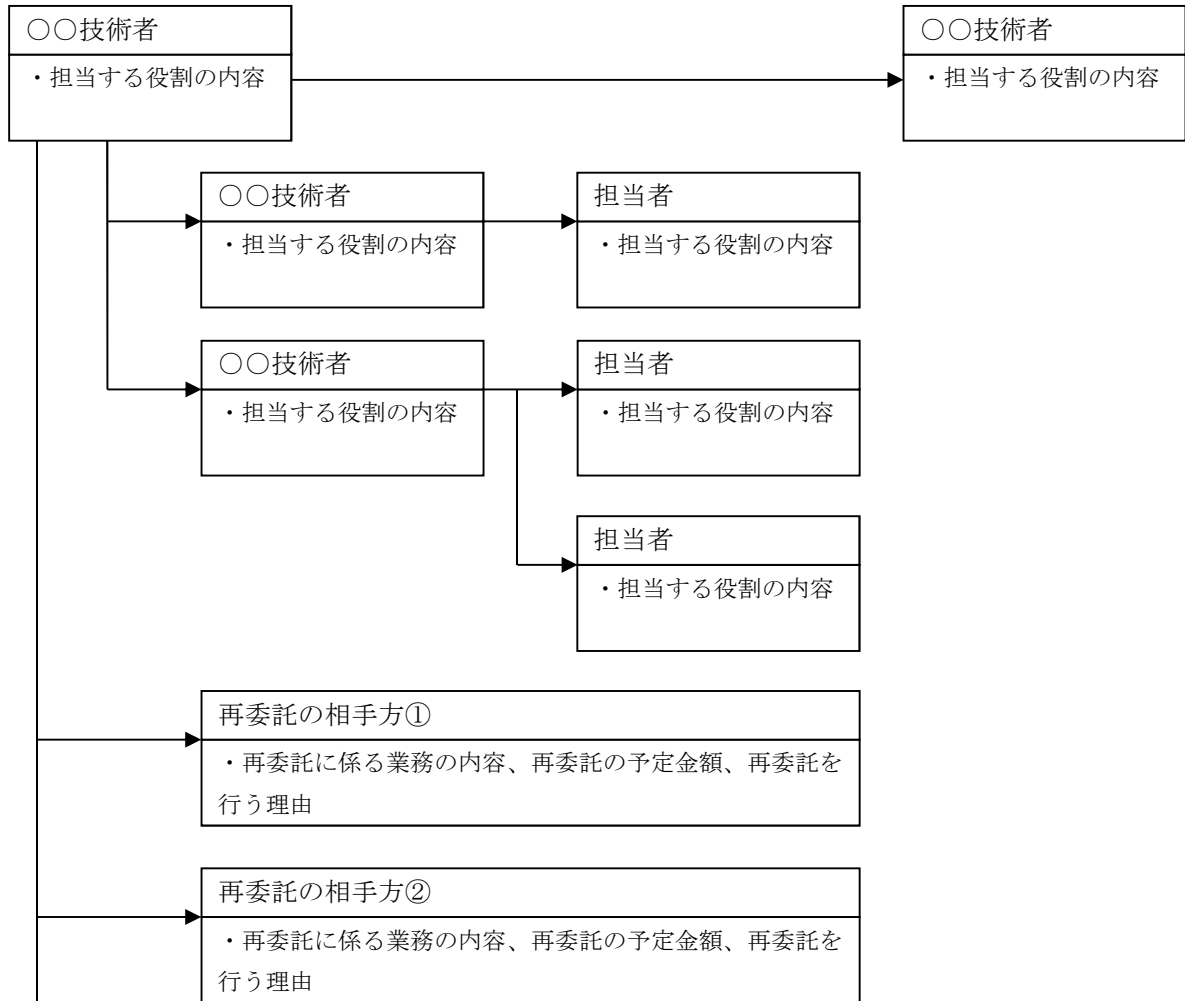 ○○技術者
・担当する役割の内容
○○技術者
・担当する役割の内容
○○技術者
・担当する役割の内容
担当者
・担当する役割の内容
○○技術者
・担当する役割の内容
担当者
・担当する役割の内容
担当者
・担当する役割の内容
再委託の相手方①
・再委託に係る業務の内容、再委託の予定金額、再委託を
行う理由
再委託の相手方②
・再委託に係る業務の内容、再委託の予定金額、再委託を
行う理由